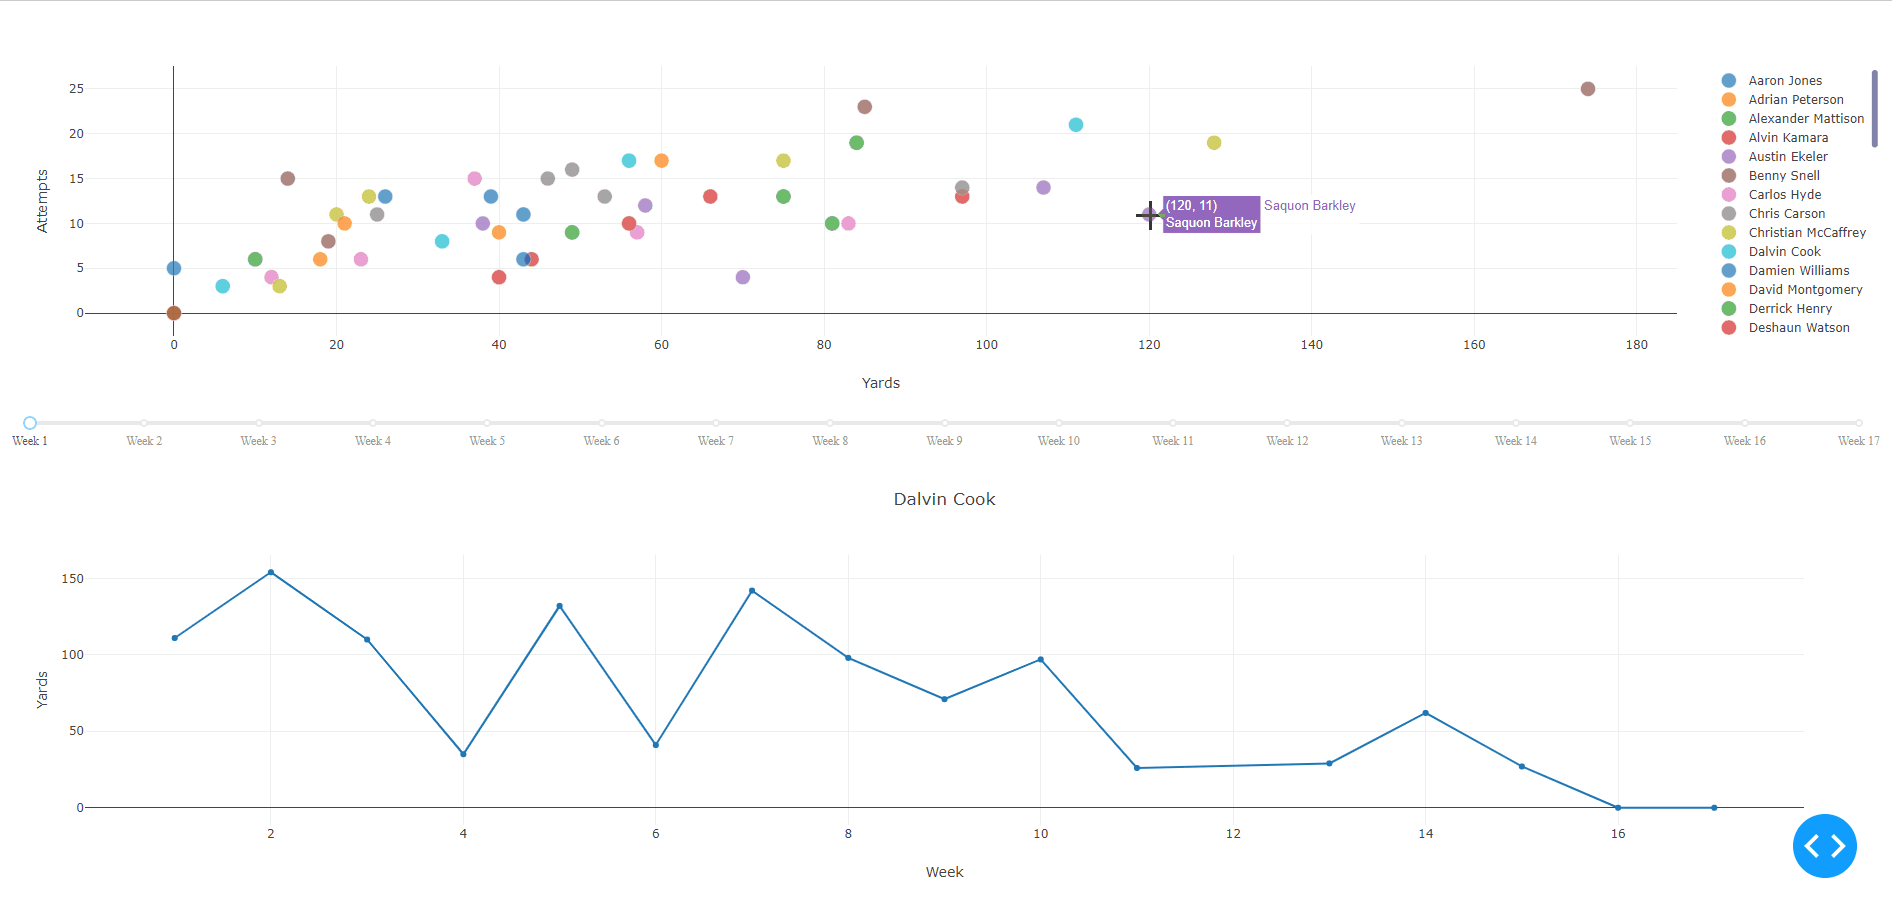 25
20
15
10
5
0
Attempts
0 20 40 60 80 100 120 140 160 180
Yards
(120, 11)
Saquon Barkley
Saquon Barkley
Aaron Jones
Adrian Peterson
Alexander Mattison
Alvin Kamara
Austin Ekeler
Benny Snell
Carlos Hyde
Chris Carson
Christian McCaffrey
Dalvin Cook
Damien Williams
David Montgomery
Derrick Henry
Deshaun Watson
Week 1 Week 2 Week 3 Week 4 Week 5 Week 6 Week 7 Week 8 Week 9 Week 10 Week 11 Week 12 Week 13 Week 14 Week 15 Week 16 Week 17
Dalvin Cook
150
100
50
0
Yards
2 4 6 8 10 12 14 16
Week